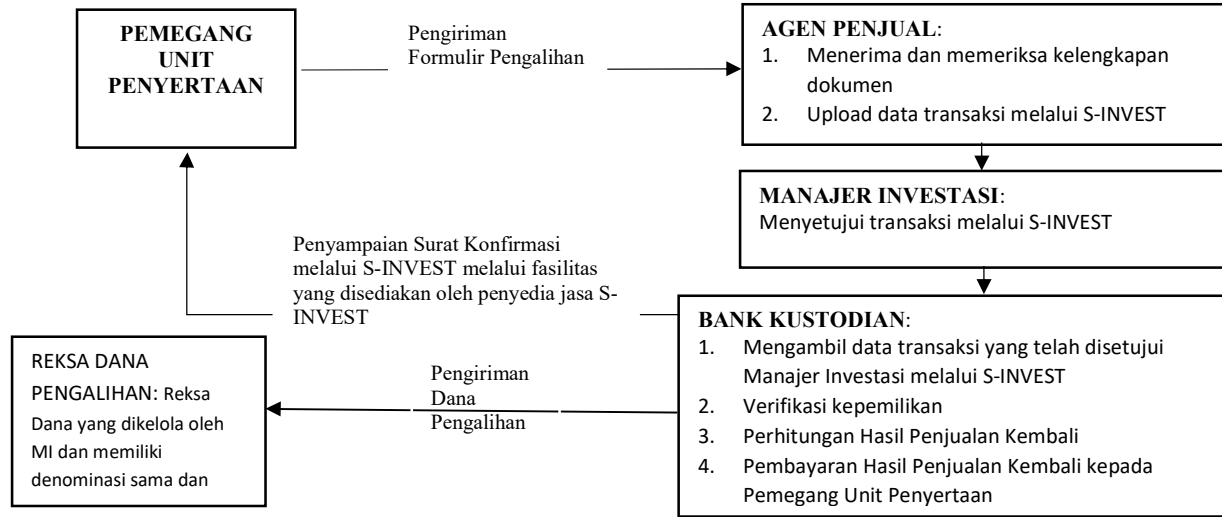 PEMEGANG
UNIT
PENYERTAAN
Pengiriman
Formulir Pengalihan
AGEN PENJUAL:
1. Menerima dan memeriksa kelengkapan
dokumen
2. Upload data transaksi melalui S-INVEST
MANAJER INVESTASI:
Menyetujui transaksi melalui S-INVEST
Penyampaian Surat Konfirmasi
melalui S-INVEST melalui fasilitas
yang disediakan oleh penyedia jasa S-
INVEST
BANK KUSTODIAN:
1. Mengambil data transaksi yang telah disetujui
Manajer Investasi melalui S-INVEST
2. Verifikasi kepemilikan
3. Perhitungan Hasil Penjualan Kembali
4. Pembayaran Hasil Penjualan Kembali kepada
Pemegang Unit Penyertaan
Pengiriman
Dana
Pengalihan
REKSA DANA
PENGALIHAN: Reksa
Dana yang dikelola oleh
MI dan memiliki
denominasi sama dan